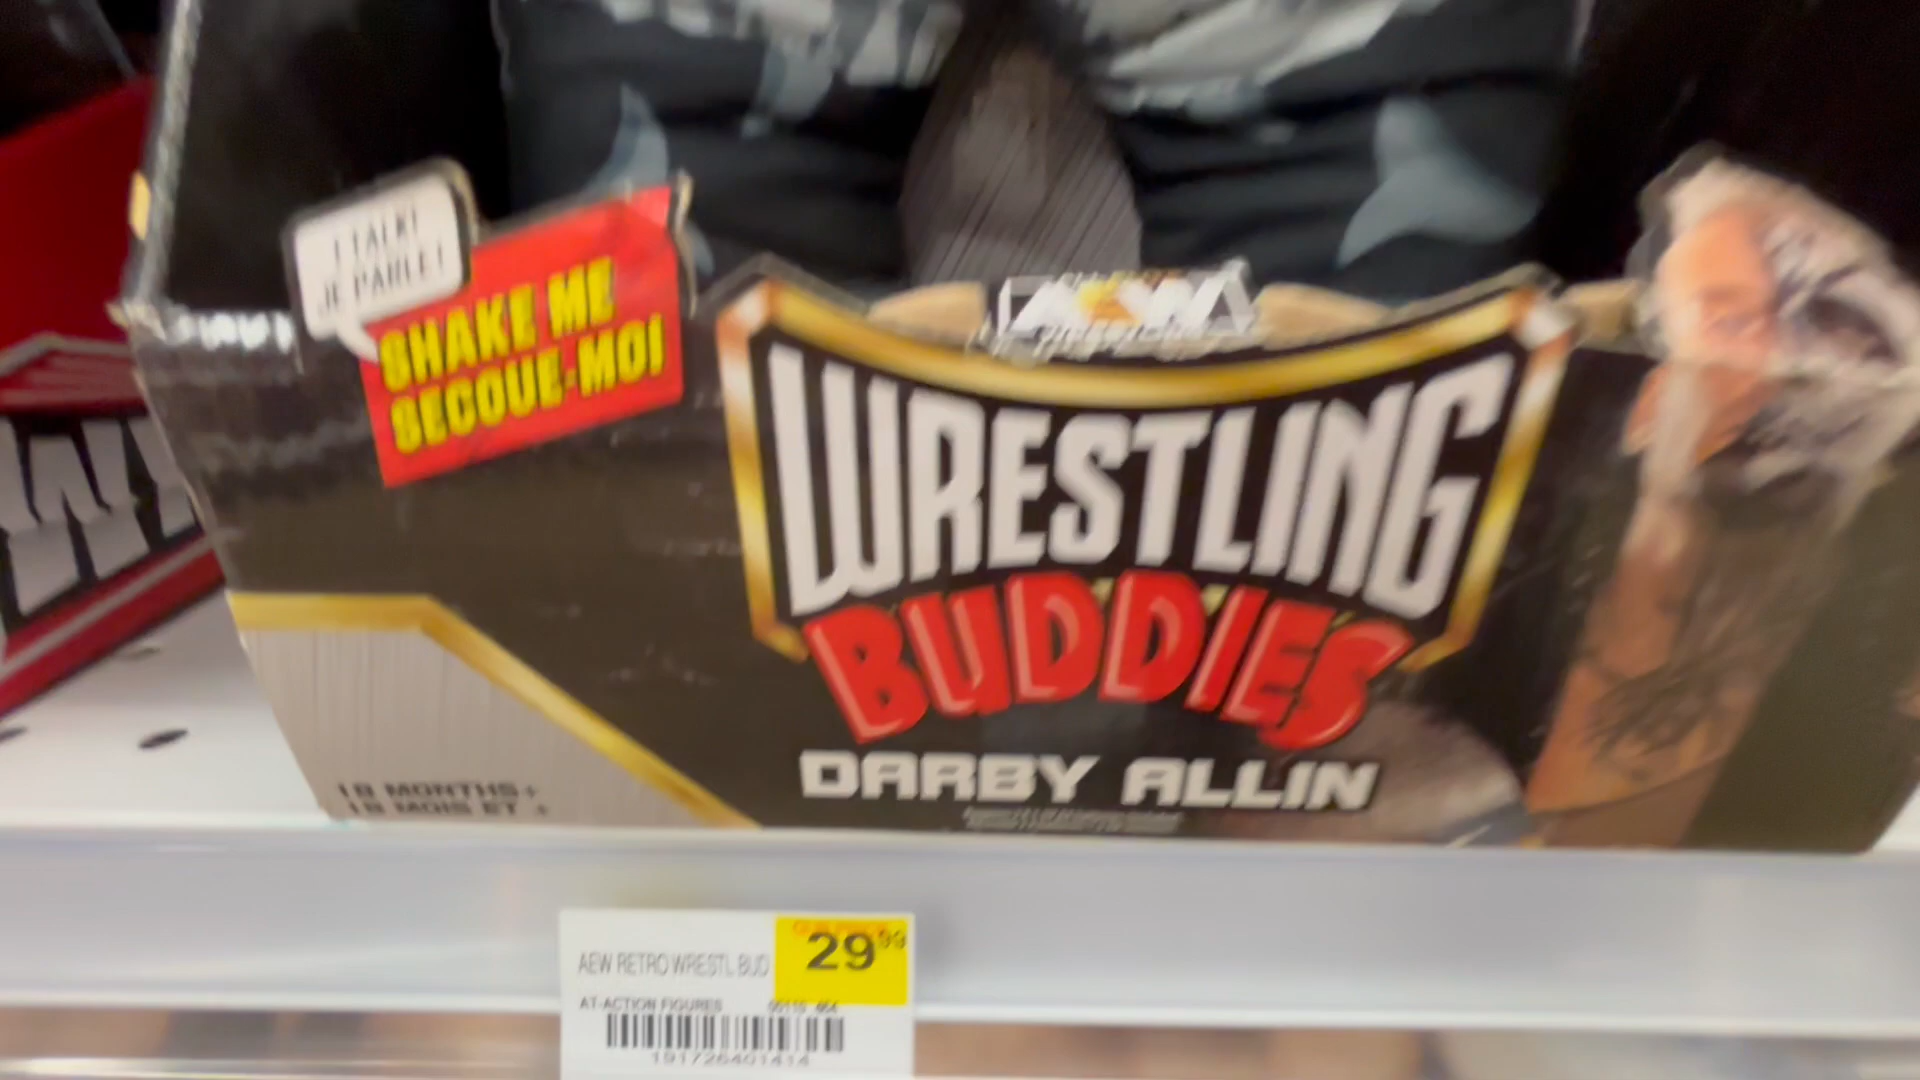 I TALK!
JE PARLE!
SHAKE ME
SECOUE-MOI
AEW
WRESTLING
BUDDIES
DARBY ALLIN
18 MONTHS+
18 MOIS ET +
29.99
AEW RETRO WRESTL BUD
AT-ACTION FIGURES
191726401414